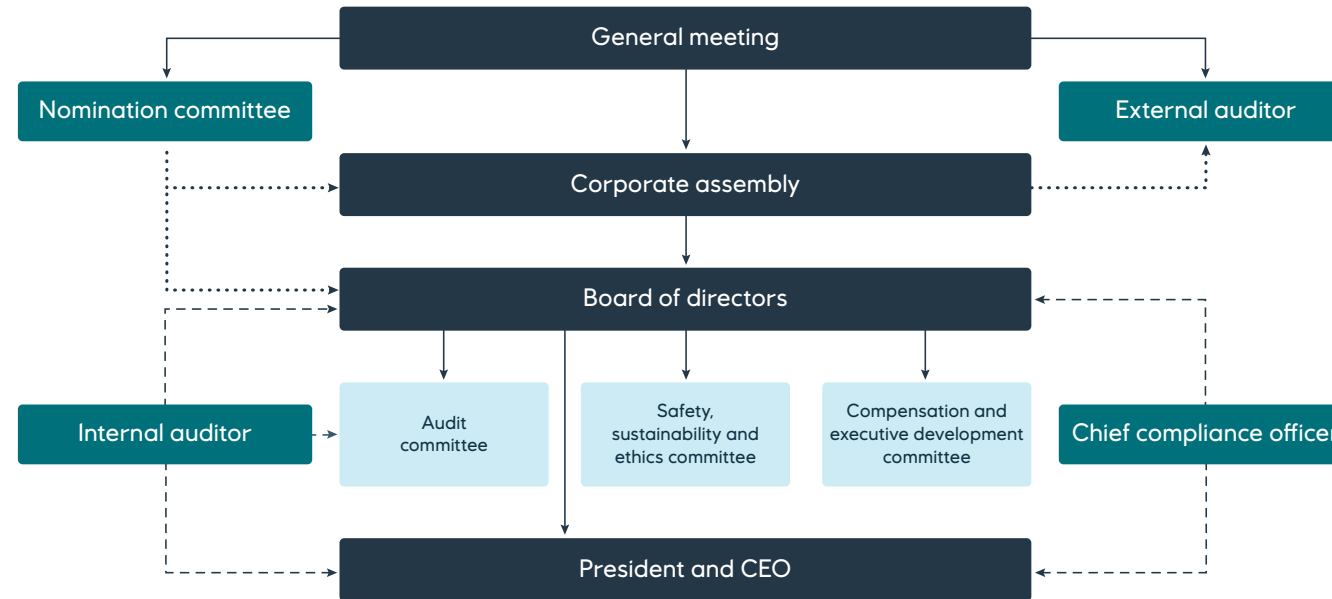 General meeting
Nomination committee
External auditor
Corporate assembly
Board of directors
Audit
committee
Safety,
sustainability and
ethics committee
Compensation and
executive development
committee
Internal auditor
Chief compliance officer
President and CEO